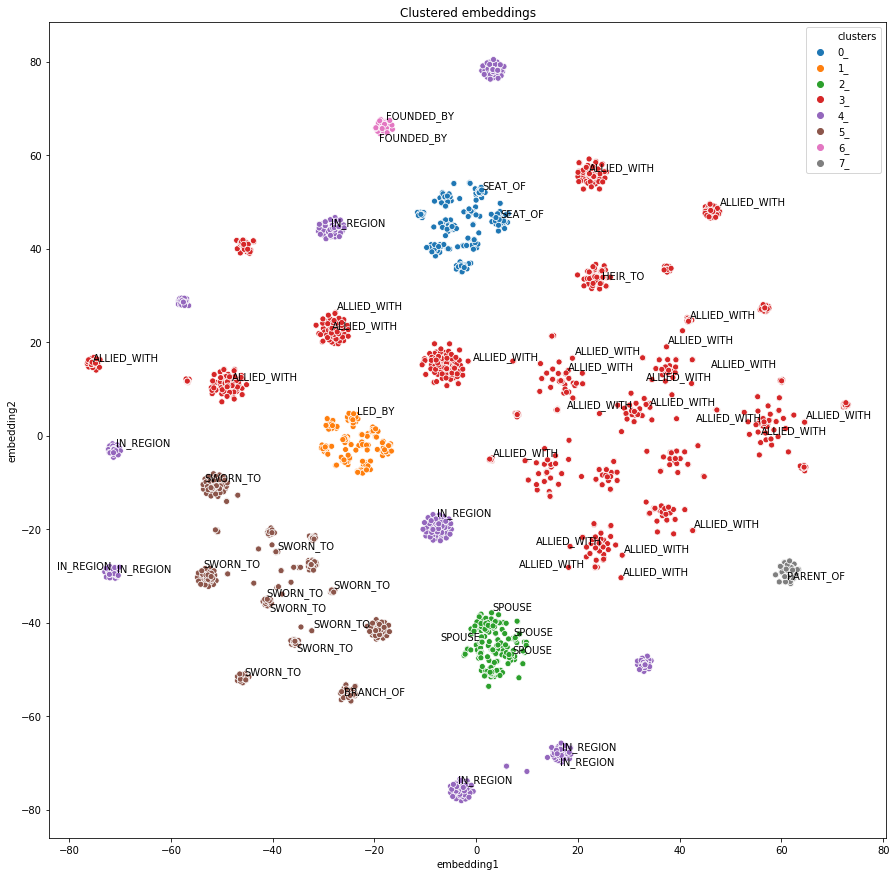 Clustered embeddings
clusters
0_
1_
2_
3_
4_
5_
6_
7_
80
60
40
20
0
−20
−40
−60
−80
embedding2
FOUNDED_BY
FOUNDED_BY
ALLIED_WITH
SEAT_OF
ALLIED_WITH
SEAT_OF
IN_REGION
HEIR_TO
ALLIED_WITH
ALLIED_WITH
ALLIED_WITH
ALLIED_WITH
ALLIED_WITH
ALLIED_WITH
ALLIED_WITH
ALLIED_WITH
ALLIED_WITH
ALLIED_WITH
ALLIED_WITH
LED_BY
ALLIED_WITH
ALLIED_WITH
ALLIED_WITH
ALLIED_WITH
ALLIED_WITH
IN_REGION
ALLIED_WITH
SWORN_TO
IN_REGION
ALLIED_WITH
ALLIED_WITH
SWORN_TO
ALLIED_WITH
SWORN_TO
ALLIED_WITH
IN_REGION
IN_REGION
ALLIED_WITH
PARENT_OF
SWORN_TO
SWORN_TO
SWORN_TO
SPOUSE
SWORN_TO
SPOUSE
SPOUSE
SWORN_TO
SPOUSE
SWORN_TO
BRANCH_OF
IN_REGION
IN_REGION
IN_REGION
−80
−60
−40
−20
0
20
40
60
80
embedding1